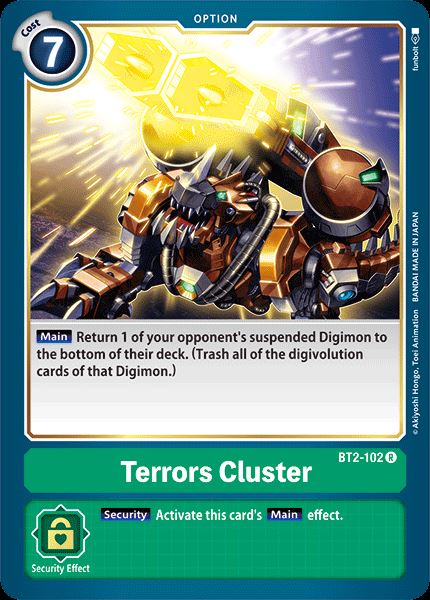 OPTION
Cost
7
funbolt
©Akiyoshi Hongo, Toei Animation BANDAI MADE IN JAPAN
Main Return 1 of your opponent's suspended Digimon to
the bottom of their deck. (Trash all of the digivolution
cards of that Digimon.)
BT2-102 R
Terrors Cluster
Security Activate this card's Main effect.
Security Effect